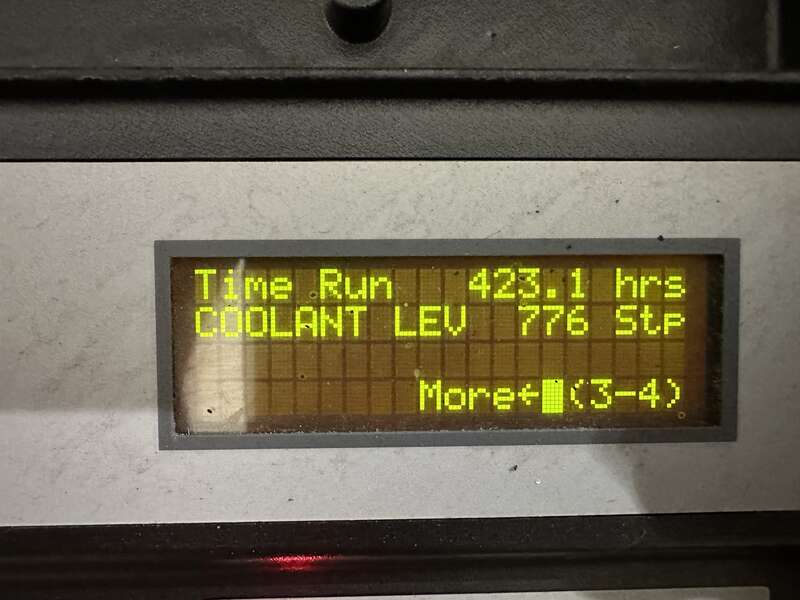 Time Run 423.1 hrs
COOLANT LEV 776 Stp
More←█(3-4)